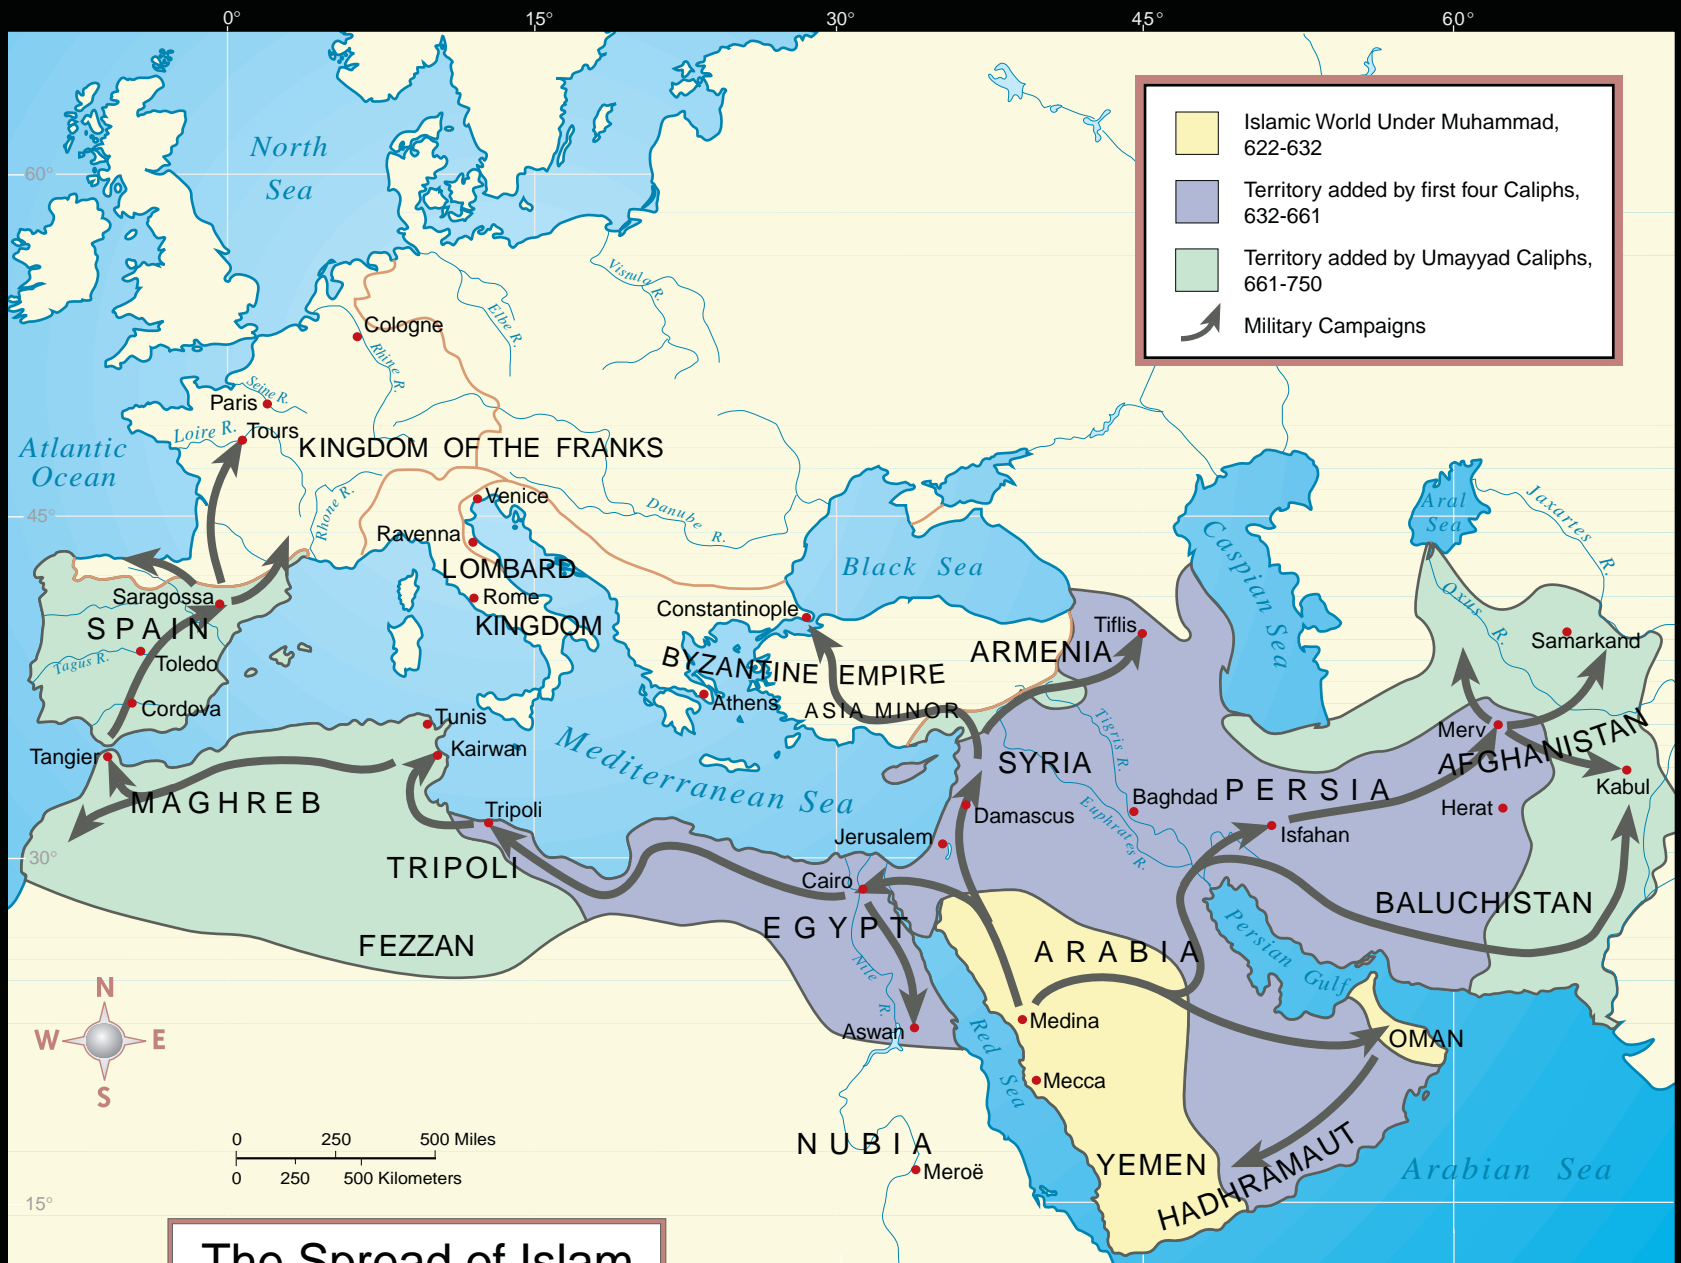 0°
15°
30°
45°
60°
Islamic World Under Muhammad,
622-632
Territory added by first four Caliphs,
632-661
Territory added by Umayyad Caliphs,
661-750
Military Campaigns
North
Sea
60°
Vistula R.
Elbe R.
Cologne
Rhine R.
Seine R.
Paris
Loire R.
Tours
KINGDOM OF THE FRANKS
Atlantic
Ocean
Rhone R.
Venice
Danube R.
45°
Ravenna
LOMBARD
Rome
KINGDOM
Black Sea
Caspian Sea
Aral
Sea
Jaxartes R.
Oxus R.
Saragossa
SPAIN
Tagus R.
Toledo
Cordova
Constantinople
BYZANTINE EMPIRE
Athens
ASIA MINOR
ARMENIA
Tiflis
Samarkand
Tunis
Kairwan
Tangier
MAGHREB
Mediterranean Sea
SYRIA
Tigris R.
Euphrates R.
Baghdad
PERSIA
Merv
AFGHANISTAN
Kabul
Herat
Tripoli
Damascus
Jerusalem
Isfahan
30°
TRIPOLI
Cairo
EGYPT
BALUCHISTAN
FEZZAN
ARABIA
Persian Gulf
Nile R.
N
W
E
S
Aswan
Red Sea
Medina
OMAN
Mecca
0 250 500 Miles
0 250 500 Kilometers
NUBIA
Meroë
YEMEN
HADHRAMAUT
Arabian Sea
15°
The Spread of Islam